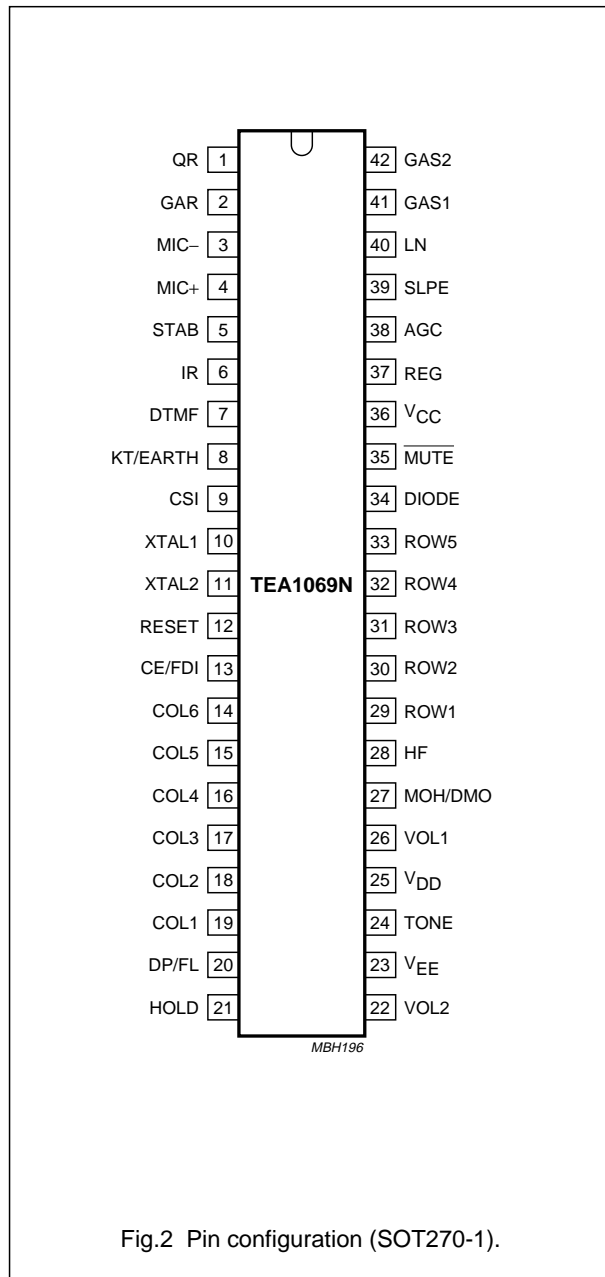 QR 1 42 GAS2
GAR 2 41 GAS1
MIC− 3 40 LN
MIC+ 4 39 SLPE
STAB 5 38 AGC
IR 6 37 REG
DTMF 7 36 VCC
KT/EARTH 8 35 MUTE
CSI 9 34 DIODE
XTAL1 10 33 ROW5
XTAL2 11 TEA1069N 32 ROW4
RESET 12 31 ROW3
CE/FDI 13 30 ROW2
COL6 14 29 ROW1
COL5 15 28 HF
COL4 16 27 MOH/DMO
COL3 17 26 VOL1
COL2 18 25 VDD
COL1 19 24 TONE
DP/FL 20 23 VEE
HOLD 21 22 VOL2
MBH196
Fig.2 Pin configuration (SOT270-1).